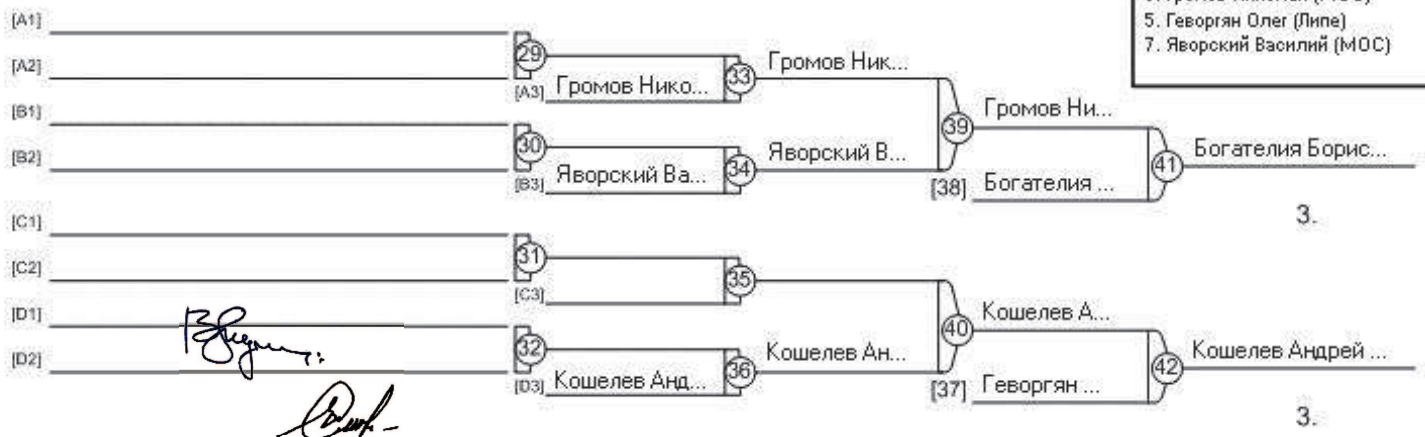 5. Геворгян Олег (Липе)
7. Яворский Василий (МОС)
[A1]
[A2]
29
[A3] Громов Нико...
33
Громов Ник...
[B1]
[B2]
30
[B3] Яворский Ва...
34
Яворский В...
39
Громов Ни...
[38] Богателия ...
41
Богателия Борис...
3.
[C1]
[C2]
31
[C3]
35
[D1]
[D2]
32
[D3] Кошелев Анд...
36
Кошелев Ан...
40
Кошелев А...
[37] Геворгян ...
42
Кошелев Андрей ...
3.